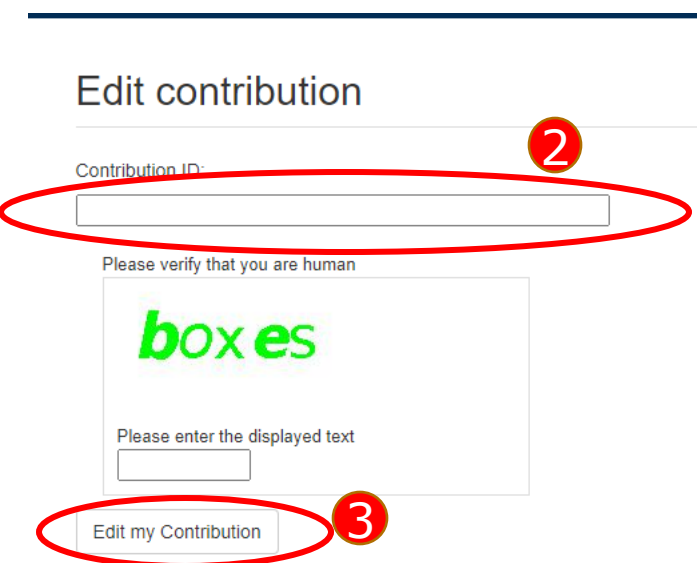 Edit contribution
2
Contribution ID:
Please verify that you are human
boxes
Please enter the displayed text
Edit my Contribution
3